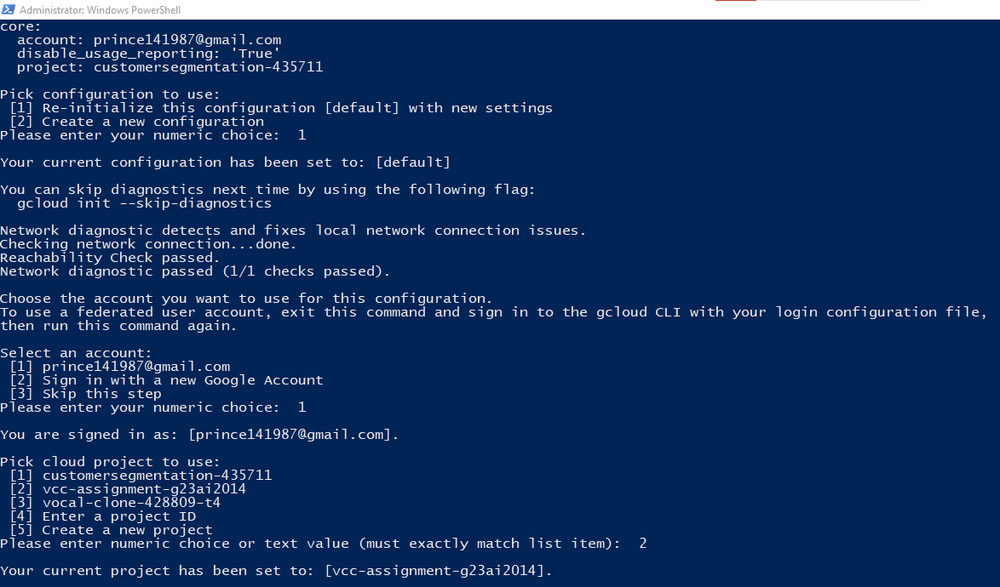 Administrator: Windows PowerShell
core:
account: prince141987@gmail.com
disable_usage_reporting: 'True'
project: customersegmentation-435711
Pick configuration to use:
[1] Re-initialize this configuration [default] with new settings
[2] Create a new configuration
Please enter your numeric choice:  1
Your current configuration has been set to: [default]
You can skip diagnostics next time by using the following flag:
gcloud init --skip-diagnostics
Network diagnostic detects and fixes local network connection issues.
Checking network connection...done.
Reachability Check passed.
Network diagnostic passed (1/1 checks passed).
Choose the account you want to use for this configuration.
To use a federated user account, exit this command and sign in to the gcloud CLI with your login configuration file,
then run this command again.
Select an account:
[1] prince141987@gmail.com
[2] Sign in with a new Google Account
[3] Skip this step
Please enter your numeric choice:  1
You are signed in as: [prince141987@gmail.com].
Pick cloud project to use:
[1] customersegmentation-435711
[2] vcc-assignment-g23ai2014
[3] vocal-clone-428809-t4
[4] Enter a project ID
[5] Create a new project
Please enter numeric choice or text value (must exactly match list item):  2
Your current project has been set to: [vcc-assignment-g23ai2014].